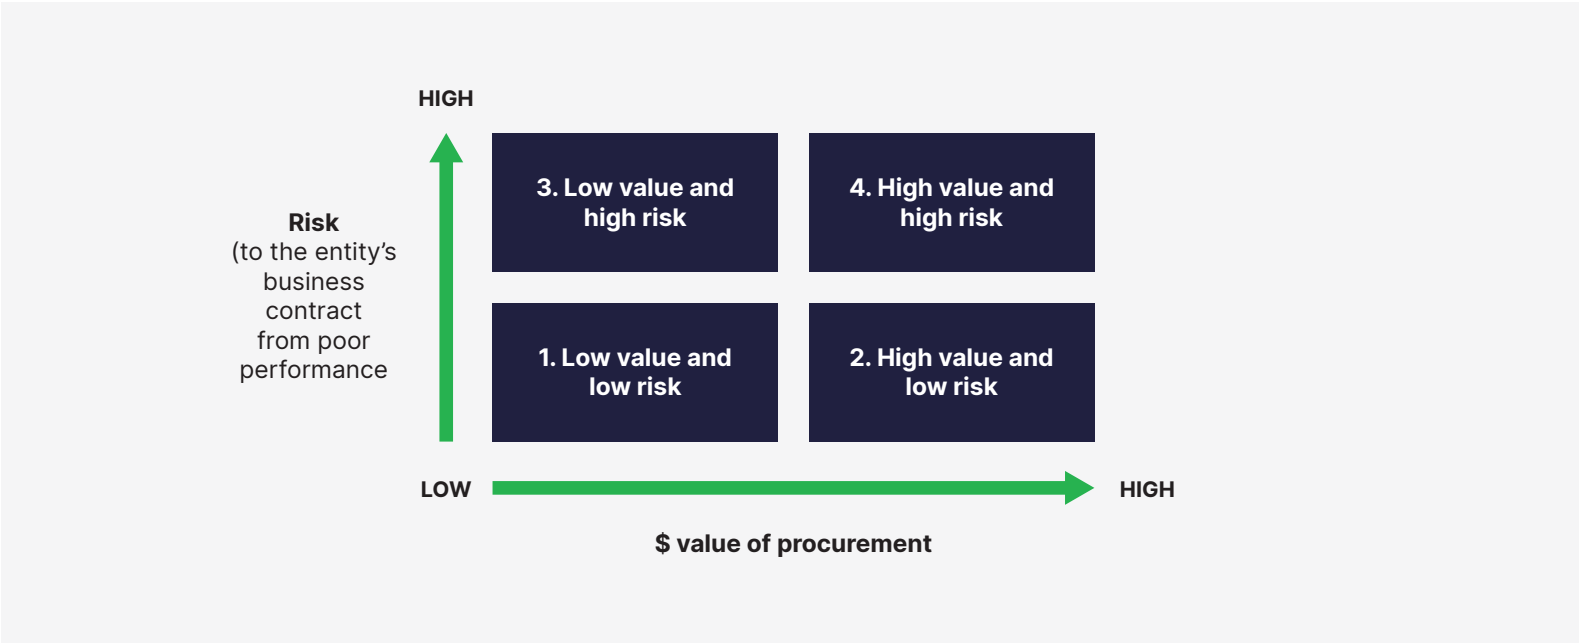 HIGH
3. Low value and
high risk
4. High value and
high risk
Risk
(to the entity’s
business
contract
from poor
performance
1. Low value and
low risk
2. High value and
low risk
LOW
HIGH
$ value of procurement